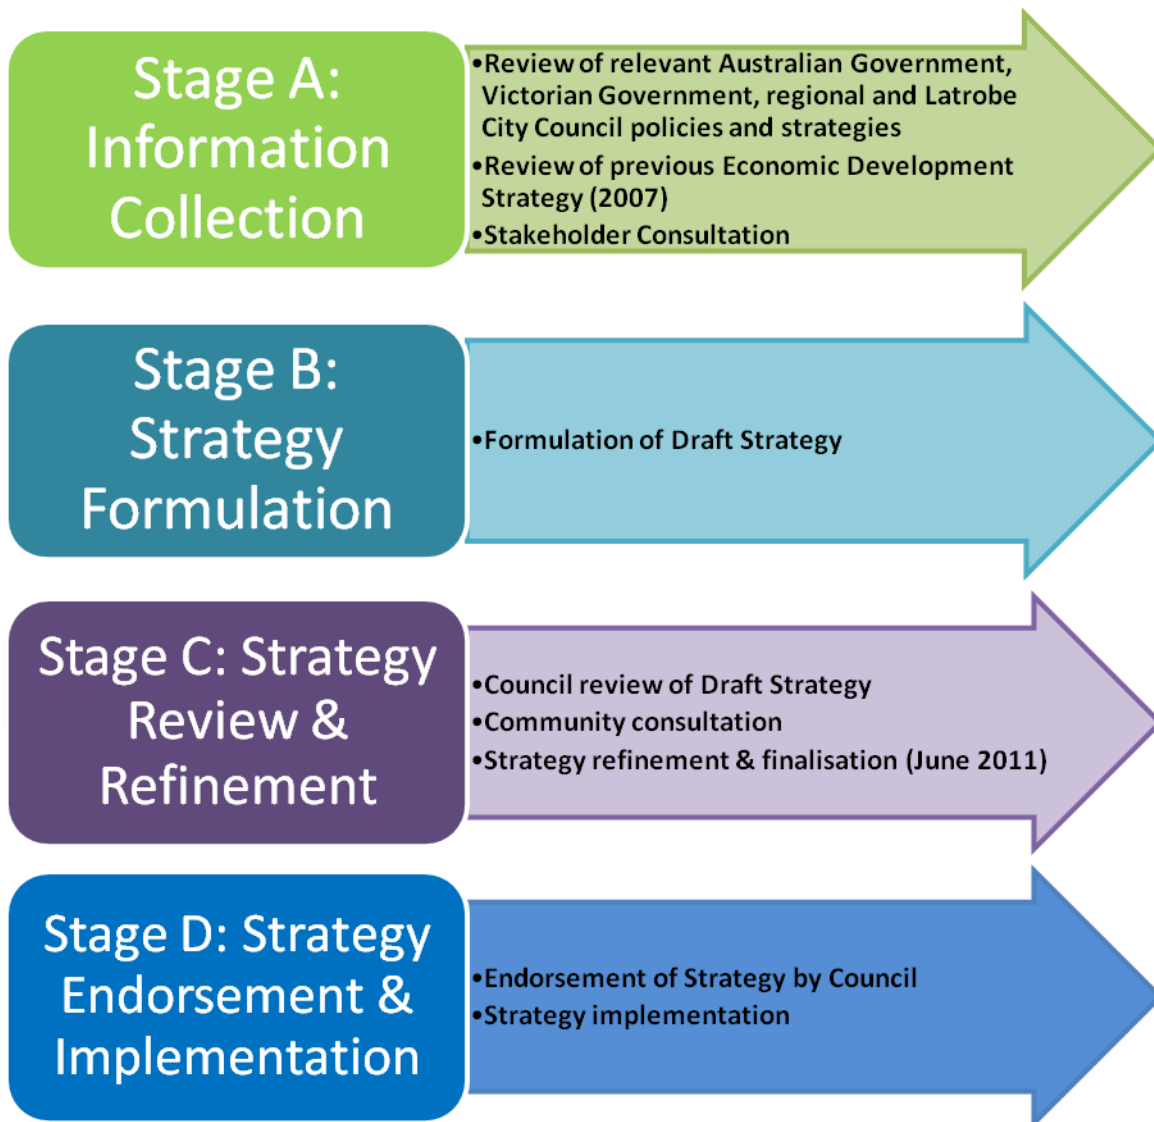 Stage A:
Information
Collection
•Review of relevant Australian Government,
Victorian Government, regional and Latrobe
City Council policies and strategies
•Review of previous Economic Development
Strategy (2007)
•Stakeholder Consultation
Stage B:
Strategy
Formulation
•Formulation of Draft Strategy
Stage C: Strategy
Review &
Refinement
•Council review of Draft Strategy
•Community consultation
•Strategy refinement & finalisation (June 2011)
Stage D: Strategy
Endorsement &
Implementation
•Endorsement of Strategy by Council
•Strategy implementation